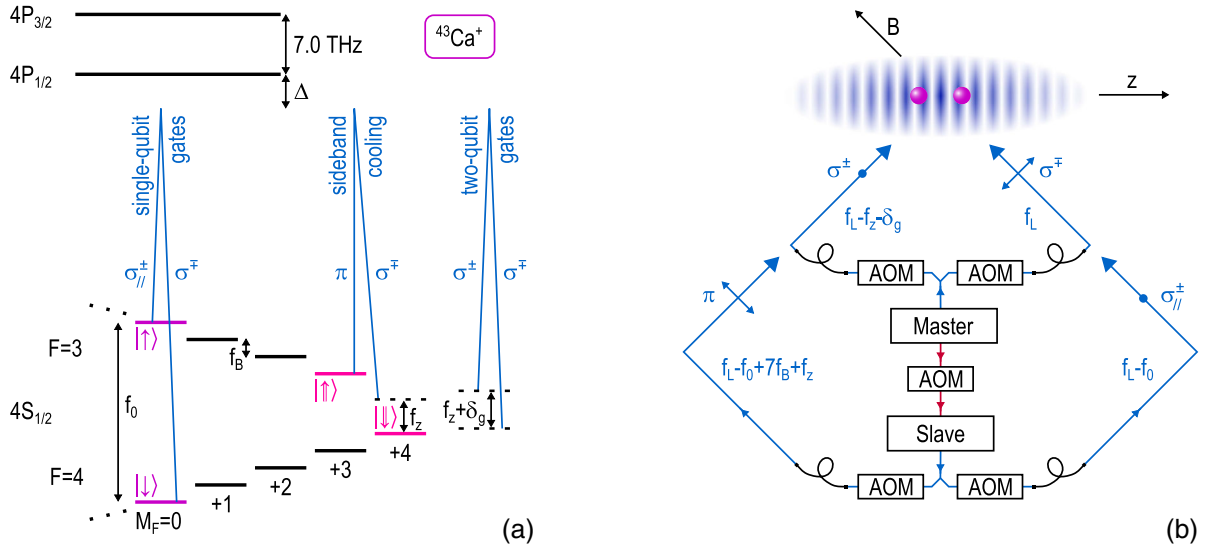 4P3/2
7.0 THz
43Ca+
4P1/2
Δ
single-qubit
gates
sideband
cooling
two-qubit
gates
σ//± σ∓
π σ∓
σ± σ∓
F=3
|↑⟩
fB
|⇑⟩
f0
4S1/2
|⇓⟩
fz
fz+δg
F=4
|↓⟩
MF=0
+1
+2
+3
+4
(a)
B
z
σ±
σ∓
fL-fz-δg
fL
AOM
AOM
π
σ//±
Master
AOM
fL-f0+7fB+fz
fL-f0
Slave
AOM
AOM
(b)